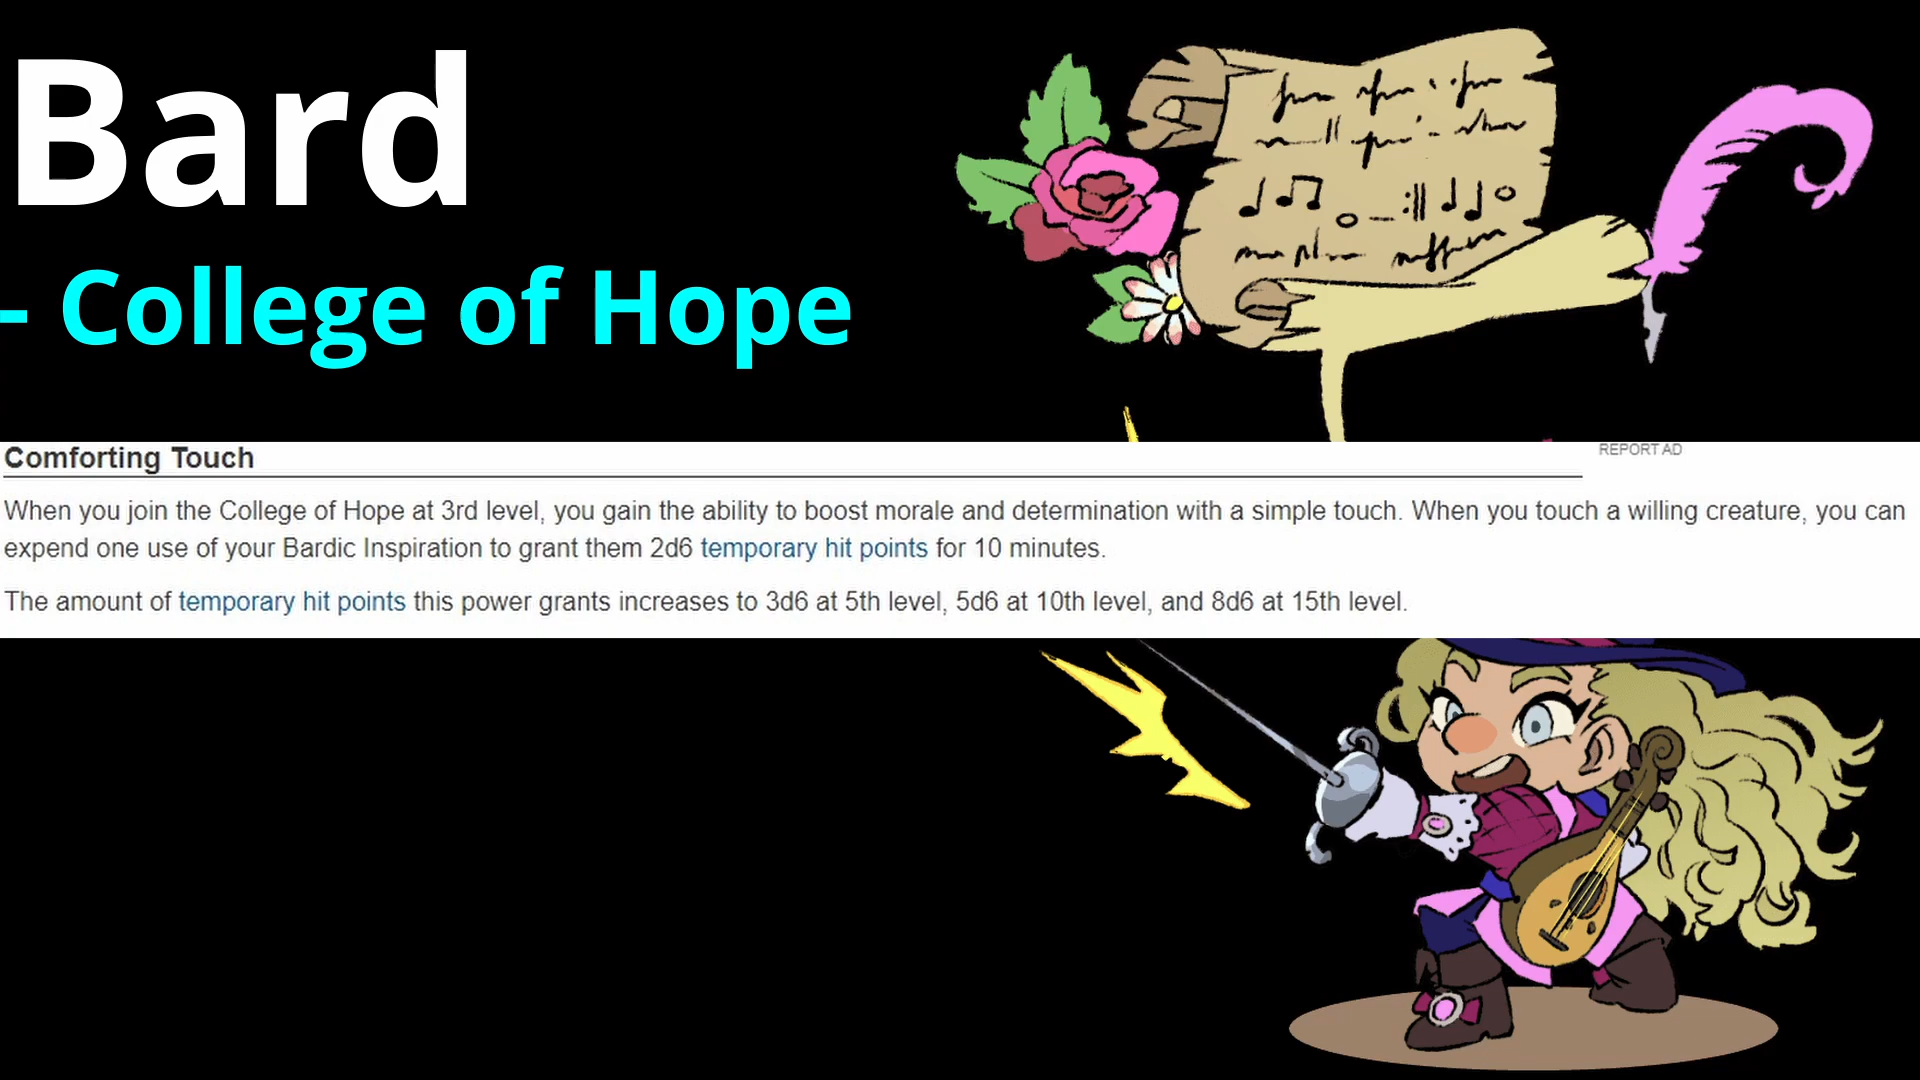 Bard
- College of Hope
Comforting Touch
REPORT AD
When you join the College of Hope at 3rd level, you gain the ability to boost morale and determination with a simple touch. When you touch a willing creature, you can
expend one use of your Bardic Inspiration to grant them 2d6 temporary hit points for 10 minutes.
The amount of temporary hit points this power grants increases to 3d6 at 5th level, 5d6 at 10th level, and 8d6 at 15th level.